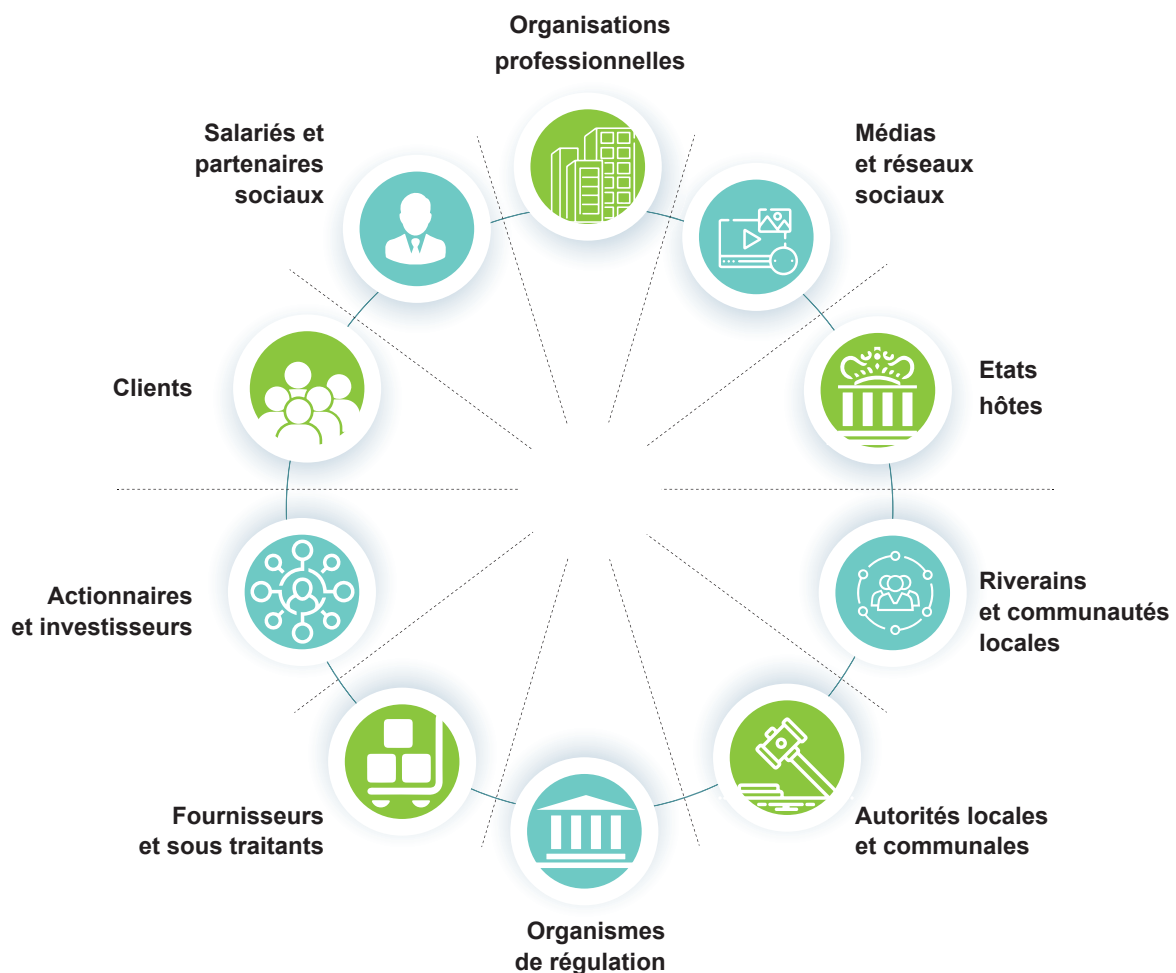 Organisations
professionnelles
Salariés et
partenaires
sociaux
Médias
et réseaux
sociaux
Clients
Etats
hôtes
Actionnaires
et investisseurs
Riverains
et communautés
locales
Fournisseurs
et sous traitants
Autorités locales
et communales
Organismes
de régulation